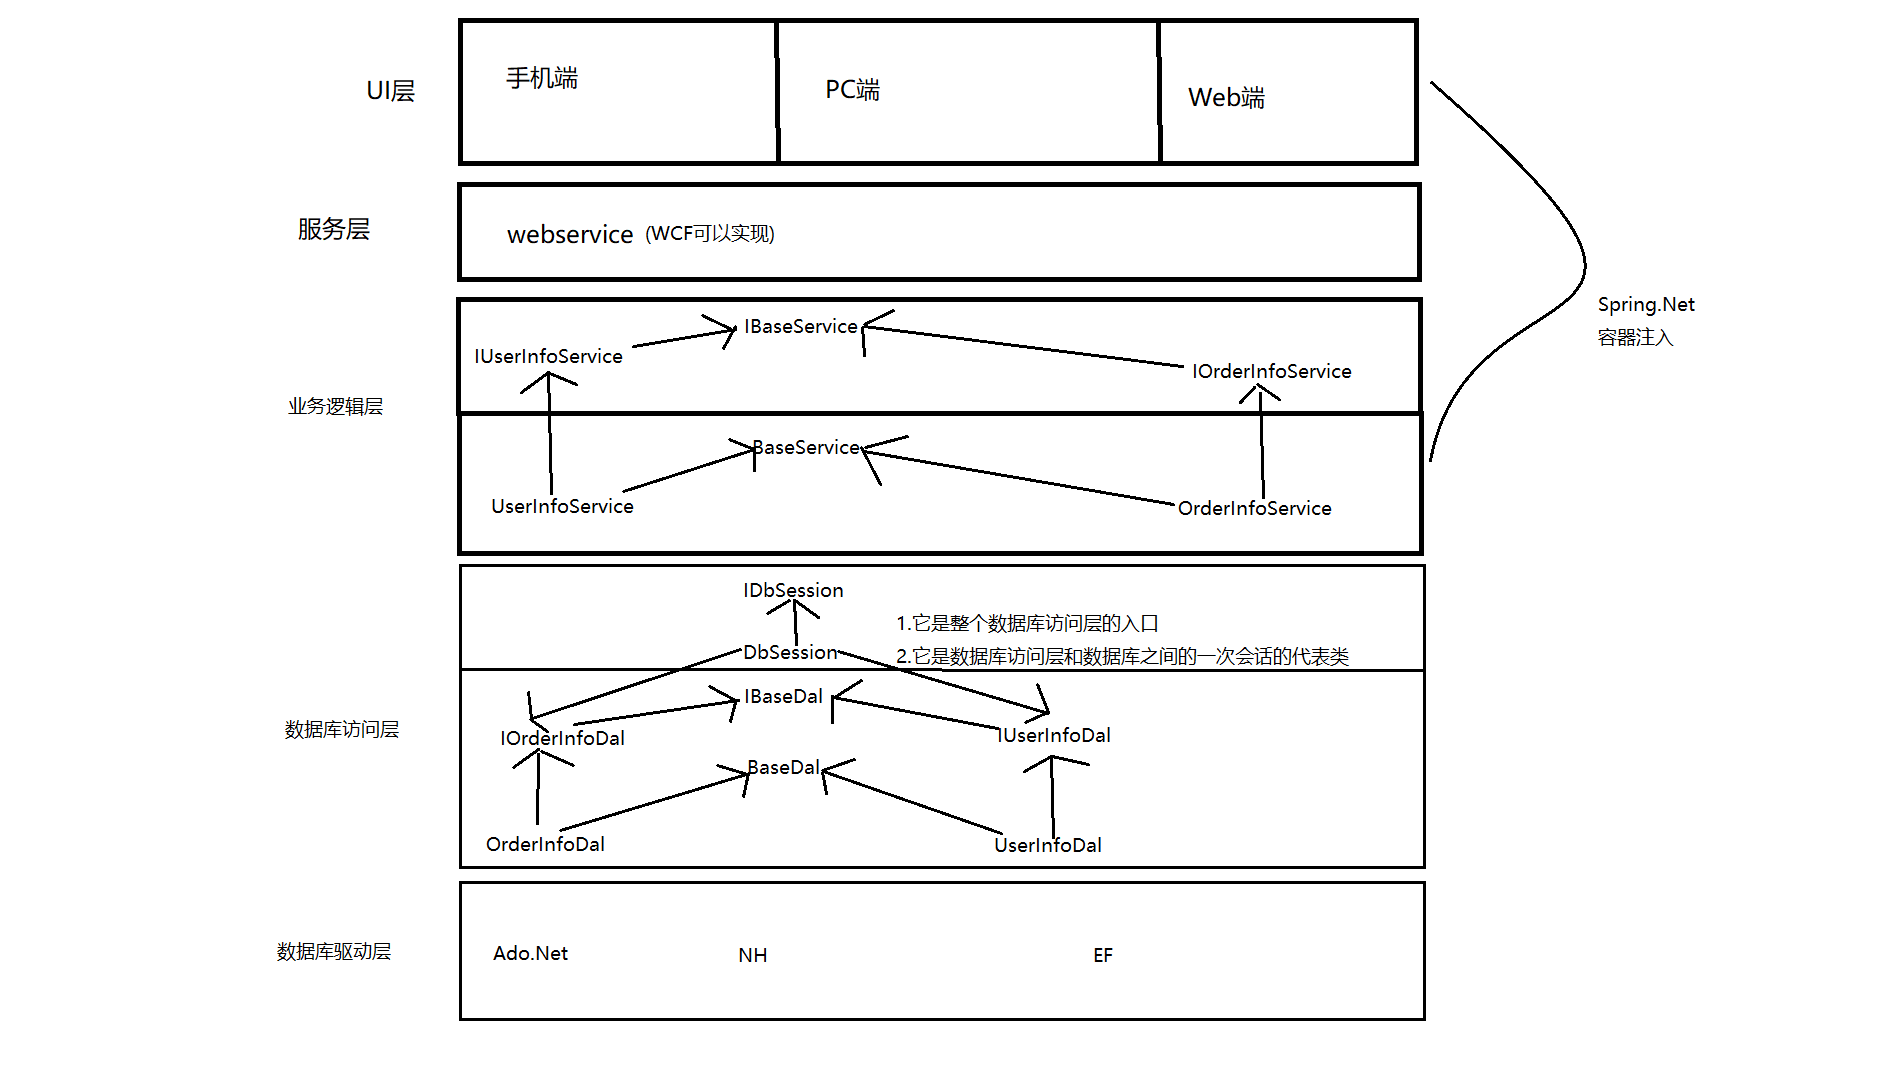 UI层
手机端
PC端
Web端
服务层
webservice (WCF可以实现)
Spring.Net
容器注入
业务逻辑层
IBaseService
IUserInfoService
IOrderInfoService
BaseService
UserInfoService
OrderInfoService
数据库访问层
IDbSession
1.它是整个数据库访问层的入口
DbSession
2.它是数据库访问层和数据库之间的一次会话的代表类
IBaseDal
IOrderInfoDal
IUserInfoDal
BaseDal
OrderInfoDal
UserInfoDal
数据库驱动层
Ado.Net
NH
EF